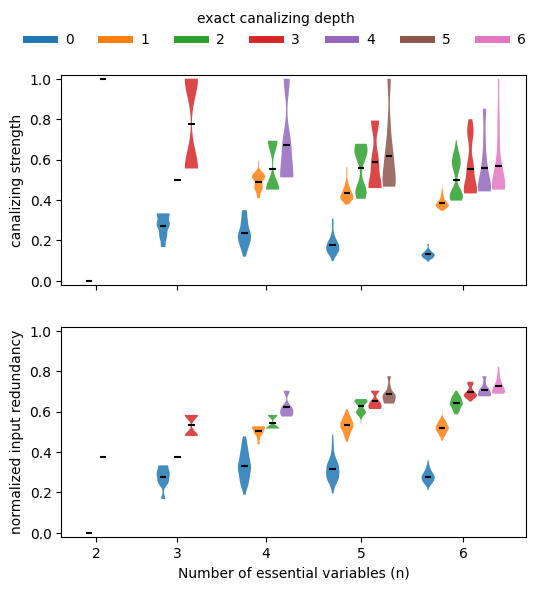 exact canalizing depth
0 1 2 3 4 5 6
canalizing strength
1.0
0.8
0.6
0.4
0.2
0.0
normalized input redundancy
1.0
0.8
0.6
0.4
0.2
0.0
2 3 4 5 6
Number of essential variables (n)